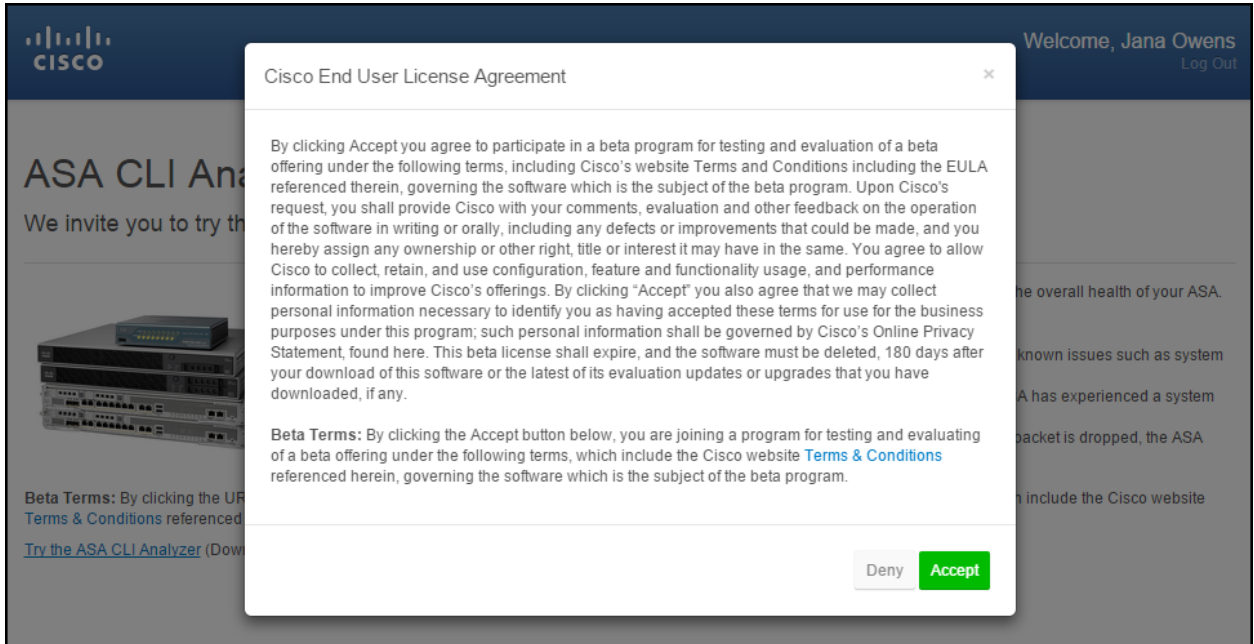 CISCO
Welcome, Jana Owens
Log Out
Cisco End User License Agreement
×
By clicking Accept you agree to participate in a beta program for testing and evaluation of a beta
offering under the following terms, including Cisco's website Terms and Conditions including the EULA
referenced therein, governing the software which is the subject of the beta program. Upon Cisco's
request, you shall provide Cisco with your comments, evaluation and other feedback on the operation
of the software in writing or orally, including any defects or improvements that could be made, and you
hereby assign any ownership or other right, title or interest it may have in the same. You agree to allow
Cisco to collect, retain, and use configuration, feature and functionality usage, and performance
information to improve Cisco's offerings. By clicking “Accept” you also agree that we may collect
personal information necessary to identify you as having accepted these terms for use for the business
purposes under this program; such personal information shall be governed by Cisco's Online Privacy
Statement, found here. This beta license shall expire, and the software must be deleted, 180 days after
your download of this software or the latest of its evaluation updates or upgrades that you have
downloaded, if any.
Beta Terms: By clicking the Accept button below, you are joining a program for testing and evaluating
of a beta offering under the following terms, which include the Cisco website Terms & Conditions
referenced herein, governing the software which is the subject of the beta program.
Deny
Accept
ASA CLI Ana
We invite you to try th
he overall health of your ASA.
known issues such as system
A has experienced a system
packet is dropped, the ASA
Beta Terms: By clicking the UR
h include the Cisco website
Terms & Conditions referenced
Try the ASA CLI Analyzer (Dow